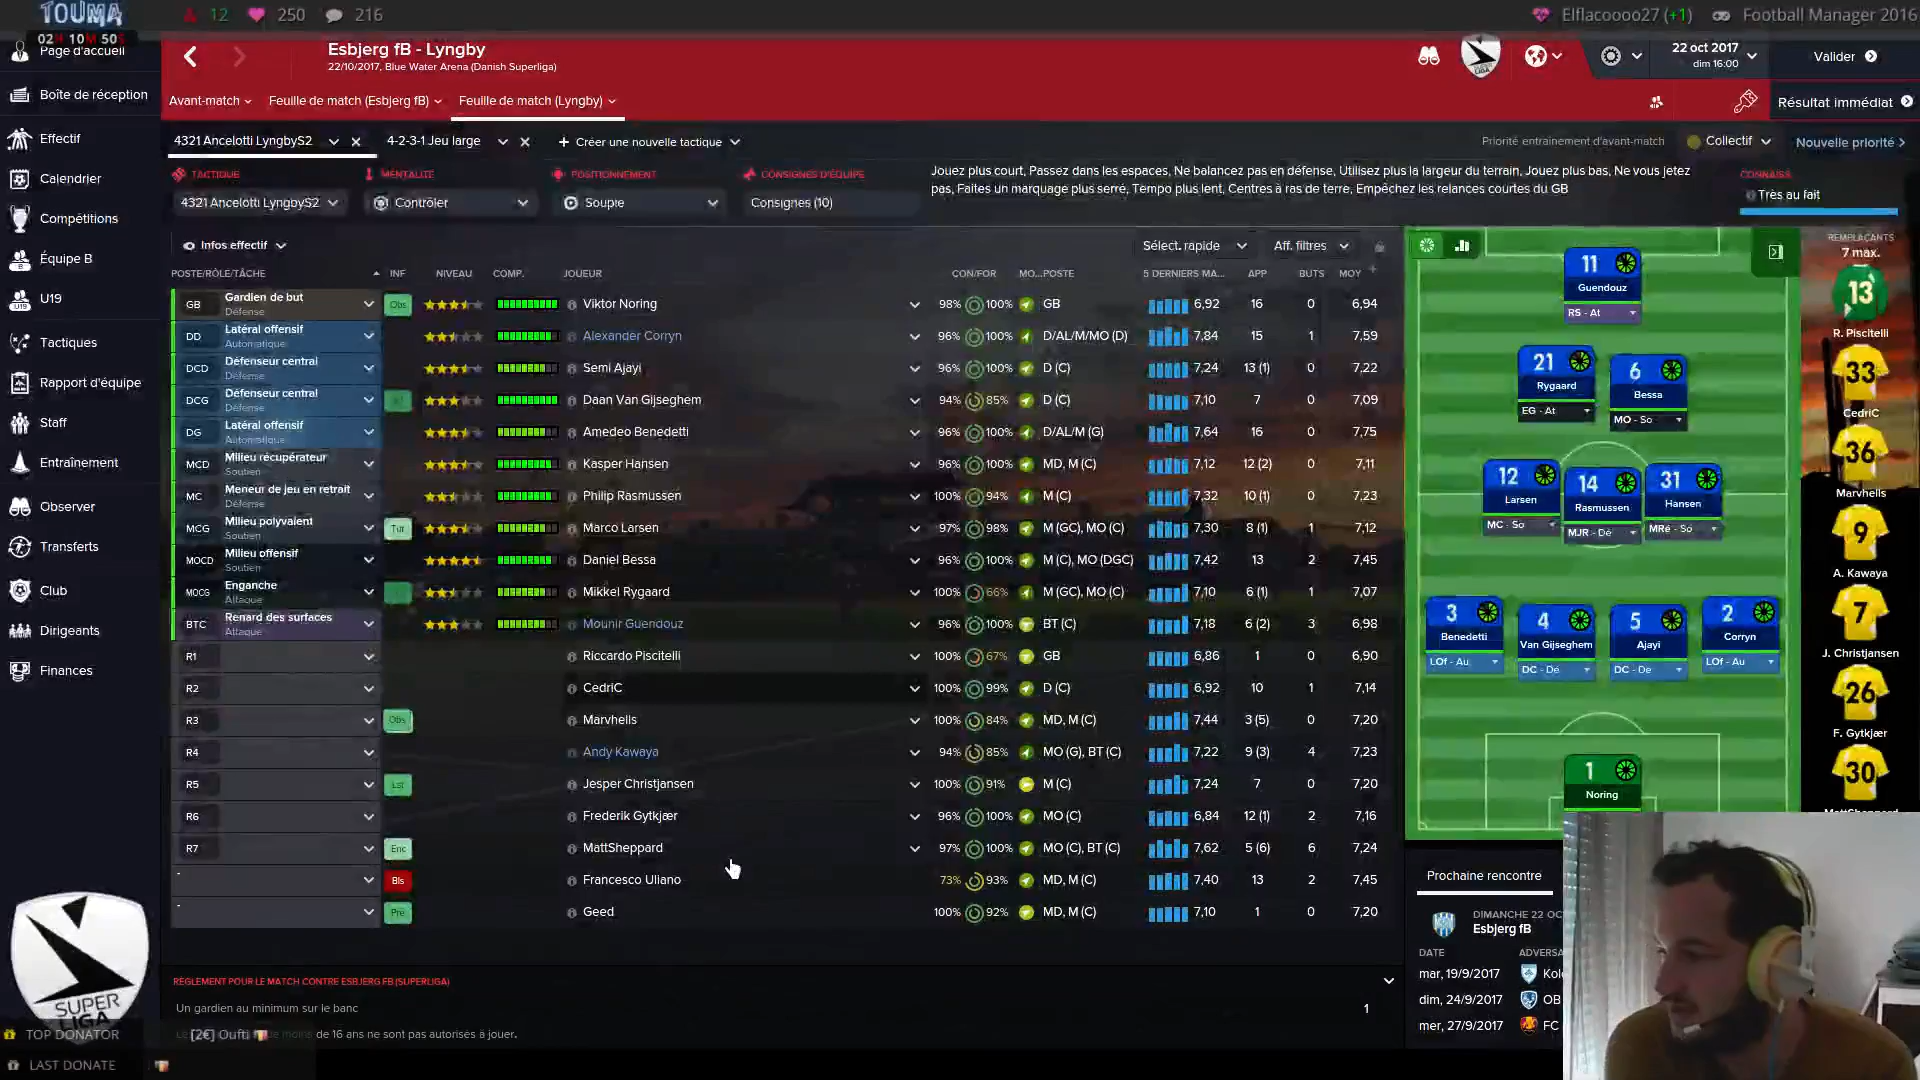 TOUMA
12 250 216
Elflacoooo27 (+1) Football Manager 2016
02H 10M 50S
Page d'accueil
Boîte de réception
Effectif
Calendrier
Compétitions
Équipe B
U19
Tactiques
Rapport d'équipe
Staff
Entraînement
Observer
Transferts
Club
Dirigeants
Finances
SUPER
LIGA
TOP DONATOR [2€] Oufti
LAST DONATE
Esbjerg fB - Lyngby
22/10/2017, Blue Water Arena (Danish Superliga)
22 oct 2017
dim 16:00
Valider
Avant-match Feuille de match (Esbjerg fB) Feuille de match (Lyngby)
Résultat immédiat
4321 Ancelotti LyngbyS2 4-2-3-1 Jeu large + Créer une nouvelle tactique
Priorité entrainement d'avant-match Collectif Nouvelle priorité >
TACTIQUE MENTALITÉ POSITIONNEMENT CONSIGNES D'ÉQUIPE
4321 Ancelotti LyngbyS2 Contrôler Souple Consignes (10)
Jouez plus court, Passez dans les espaces, Ne balancez pas en défense, Utilisez plus la largeur du terrain, Jouez plus bas, Ne vous jetez
pas, Faites un marquage plus serré, Tempo plus lent, Centres à ras de terre, Empêchez les relances courtes du GB
CONNAIS.
Très au fait
Infos effectif Sélect. rapide Aff. filtres
POSTE/RÔLE/TÂCHE INF NIVEAU COMP. JOUEUR CON/FOR MO... POSTE 5 DERNIERS MA... APP BUTS MOY
GB Gardien de but Défense Obs Viktor Noring 98% 100% GB 6,92 16 0 6,94
DD Latéral offensif Automatique Alexander Corryn 96% 100% D/AL/M/MO (D) 7,84 15 1 7,59
DCD Défenseur central Défense Semi Ajayi 96% 100% D (C) 7,24 13 (1) 0 7,22
DCG Défenseur central Défense Daan Van Gijseghem 94% 85% D (C) 7,10 7 0 7,09
DG Latéral offensif Automatique Amedeo Benedetti 96% 100% D/AL/M (G) 7,64 16 0 7,75
MCD Milieu récupérateur Soutien Kasper Hansen 96% 100% MD, M (C) 7,12 12 (2) 0 7,11
MC Meneur de jeu en retrait Défense Philip Rasmussen 100% 94% M (C) 7,32 10 (1) 0 7,23
MCG Milieu polyvalent Soutien Tur Marco Larsen 97% 98% M (GC), MO (C) 7,30 8 (1) 1 7,12
MOCD Milieu offensif Soutien Daniel Bessa 96% 100% M (C), MO (DGC) 7,42 13 2 7,45
MOCG Enganche Attaque Mikkel Rygaard 100% 66% M (GC), MO (C) 7,10 6 (1) 1 7,07
BTC Renard des surfaces Attaque Mounir Guendouz 96% 100% BT (C) 7,18 6 (2) 3 6,98
R1 Riccardo Piscitelli 100% 67% GB 6,86 1 0 6,90
R2 CedriC 100% 99% D (C) 6,92 10 1 7,14
R3 Obs Marvhelis 100% 84% MD, M (C) 7,44 3 (5) 0 7,20
R4 Andy Kawaya 94% 85% MO (G), BT (C) 7,22 9 (3) 4 7,23
R5 Lst Jesper Christjansen 100% 91% M (C) 7,24 7 0 7,20
R6 Frederik Gytkjær 96% 100% MO (C) 6,84 12 (1) 2 7,16
R7 Enc MattSheppard 97% 100% MO (C), BT (C) 7,62 5 (6) 6 7,24
- Bls Francesco Uliano 73% 93% MD, M (C) 7,40 13 2 7,45
- Pre Geed 100% 92% MD, M (C) 7,10 1 0 7,20
RÈGLEMENT POUR LE MATCH CONTRE ESBJERG FB (SUPERLIGA)
Un gardien au minimum sur le banc 1
moins de 16 ans ne sont pas autorisés à jouer.
11
Guendouz
RS - At
21 6
Rygaard Bessa
EG - At MO - So
12 14 31
Larsen Rasmussen Hansen
MC - So MJR - Dé MRé - So
3 4 5 2
Benedetti Van Gijseghem Ajayi Corryn
LOf - Au DC - Dé DC - Dé LOf - Au
1
Noring
REMPLAÇANTS
7 max.
13
R. Piscitelli
33
CedriC
36
Marvhelis
9
A. Kawaya
7
J. Christjansen
26
F. Gytkjær
30
MattSheppard
Prochaine rencontre
DIMANCHE 22 OC
Esbjerg fB
DATE ADVERSA
mar, 19/9/2017 Kol
dim, 24/9/2017 OB
mer, 27/9/2017 FC